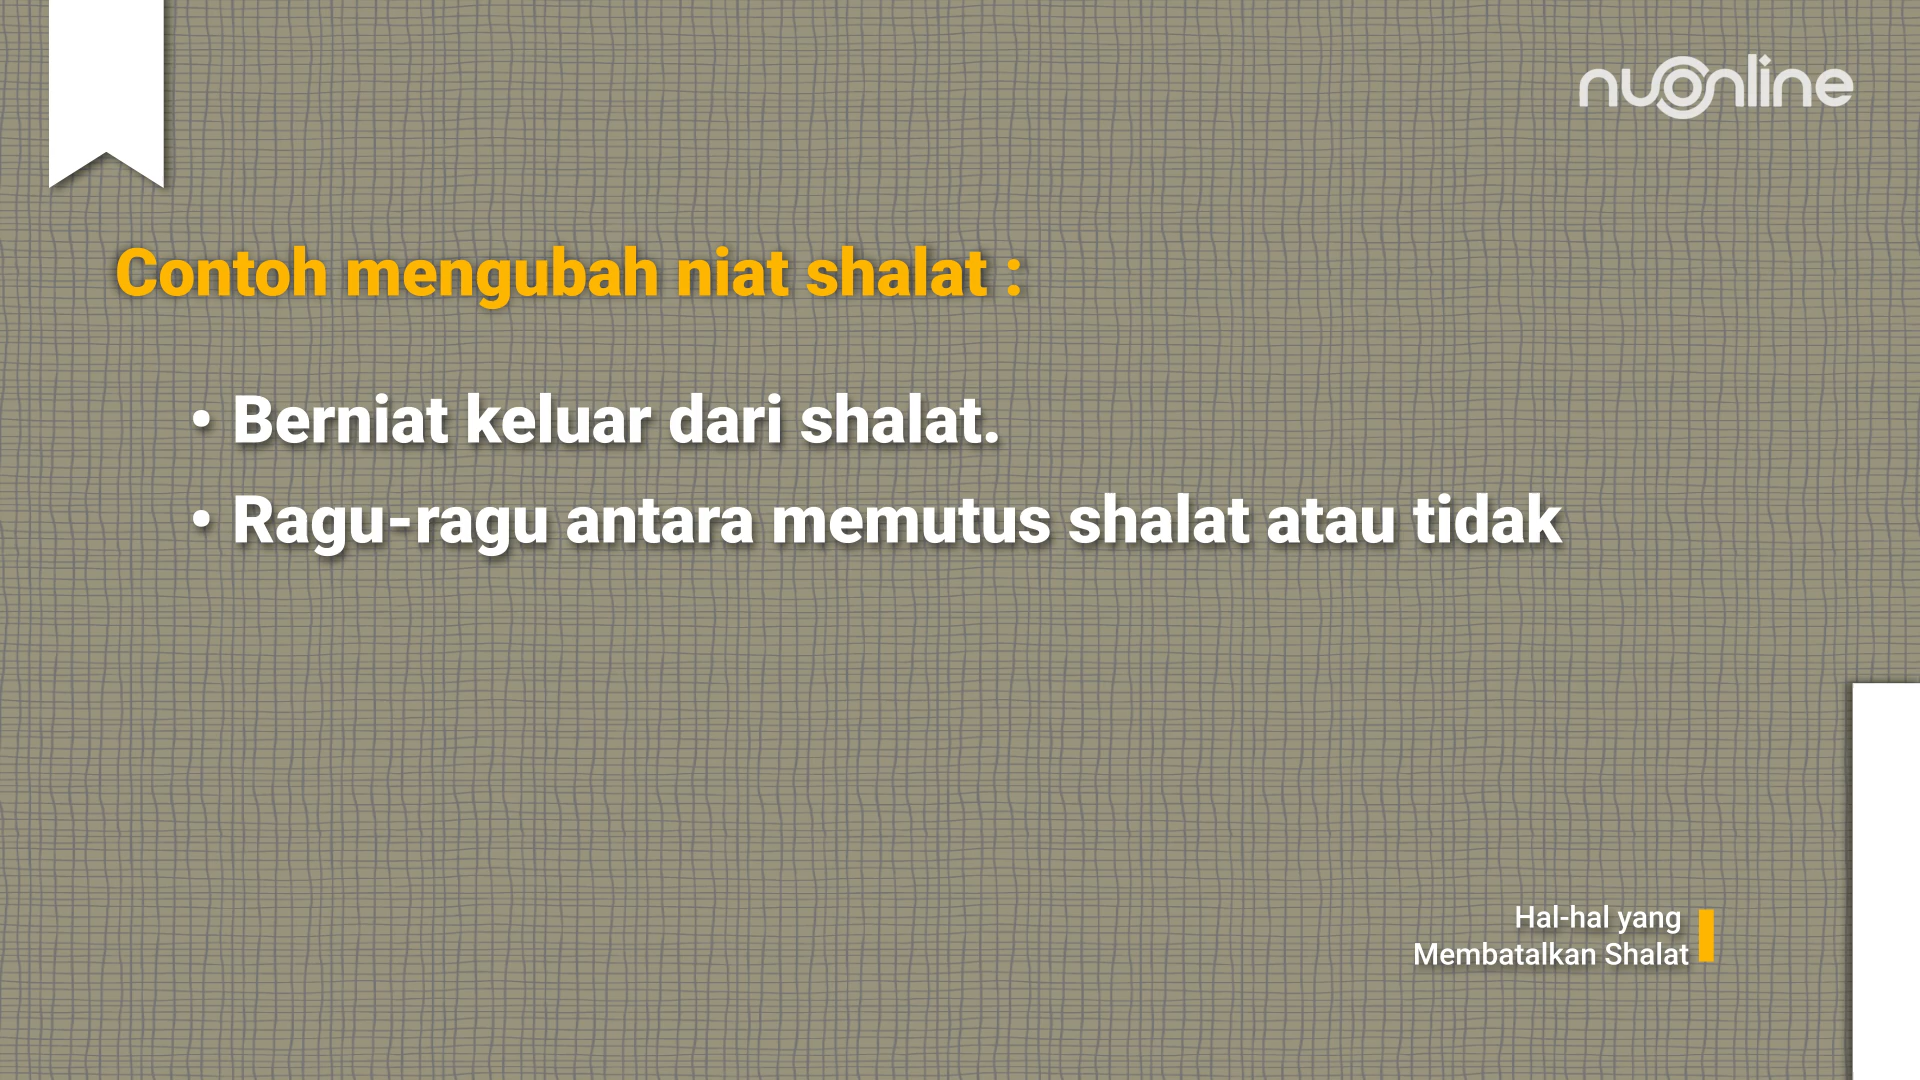 nuonline
Contoh mengubah niat shalat :
• Berniat keluar dari shalat.
• Ragu-ragu antara memutus shalat atau tidak
Hal-hal yang
Membatalkan Shalat